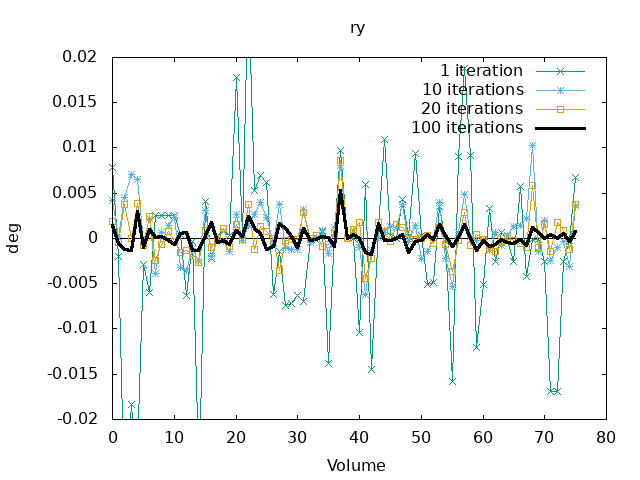 ry
0.02
0.015
0.01
0.005
0
-0.005
-0.01
-0.015
-0.02
deg
1 iteration
10 iterations
20 iterations
100 iterations
0 10 20 30 40 50 60 70 80
Volume